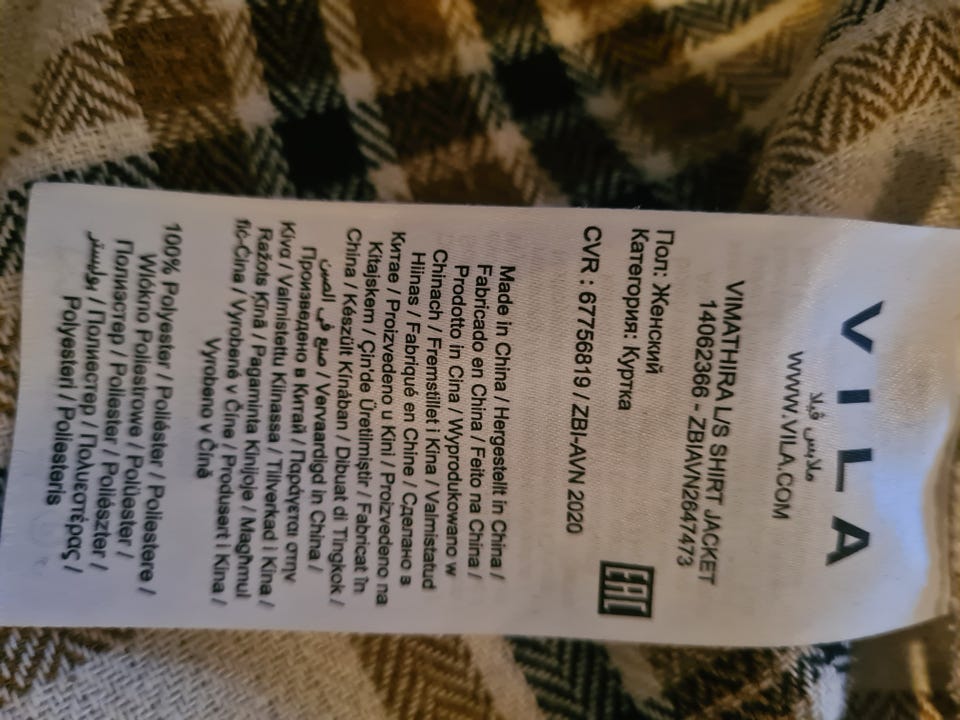 VILA
ملابس ڤيلا
WWW.VILA.COM
VIMATHIRA L/S SHIRT JACKET
14062366 - ZBIAVN2647473
Пол: Женский
Категория: Куртка
EAC
CVR : 67756819 / ZBI-AVN 2020
Made in China / Hergestellt in China /
Fabricado en China / Feito na China /
Prodotto in Cina / Wyprodukowano w
Chinach / Fremstillet i Kina / Valmistatud
Hiinas / Fabriqué en Chine / Сделано в
Китае / Proizvedeno u Kini / Proizvedeno na
Kitajskem / Çin'de Üretilmiştir / Fabricat în
China / Készült Kínában / Dibuat di Tingkok /
صنع في الصين / Vervaardigd in China /
Произведено в Китай / Παράγεται στην
Κίνα / Valmistettu Kiinassa / Tillverkad i Kina /
Ražots Ķīnā / Pagaminta Kinijoje / Magħmul
fiċ-Ċina / Vyrobené v Číne / Produsert i Kina /
Vyrobeno v Číně
100% Polyester / Poliéster / Poliestere /
Włókno Poliestrowe / Polüester /
Полиэстер / Poliester / Poliészter /
بوليستر / Полиестер / Πολυεστέρας /
Polyesteri / Poliesteris